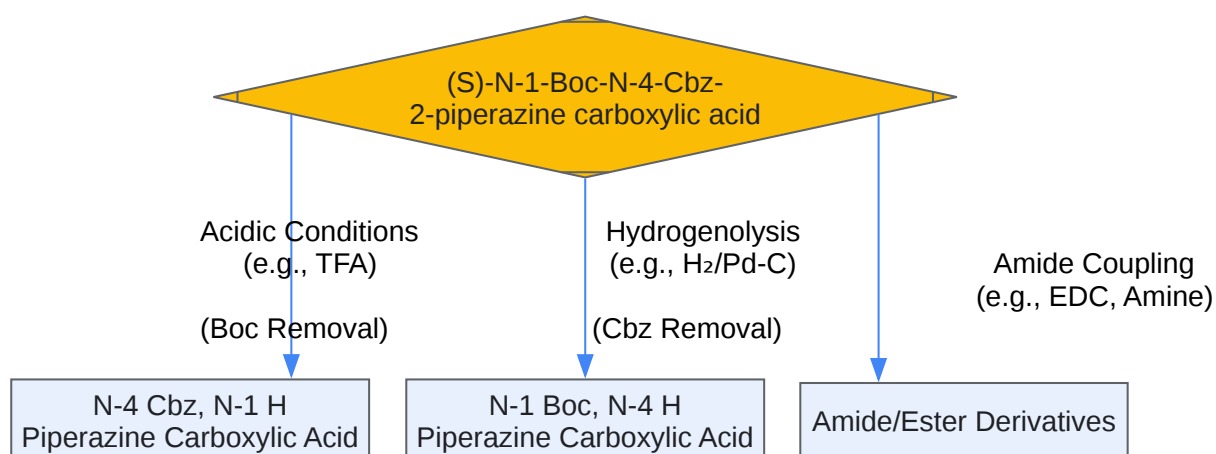 (S)-N-1-Boc-N-4-Cbz-
2-piperazine carboxylic acid
Acidic Conditions
(e.g., TFA)
(Boc Removal)
Hydrogenolysis
(e.g., H₂/Pd-C)
(Cbz Removal)
Amide Coupling
(e.g., EDC, Amine)
N-4 Cbz, N-1 H
Piperazine Carboxylic Acid
N-1 Boc, N-4 H
Piperazine Carboxylic Acid
Amide/Ester Derivatives